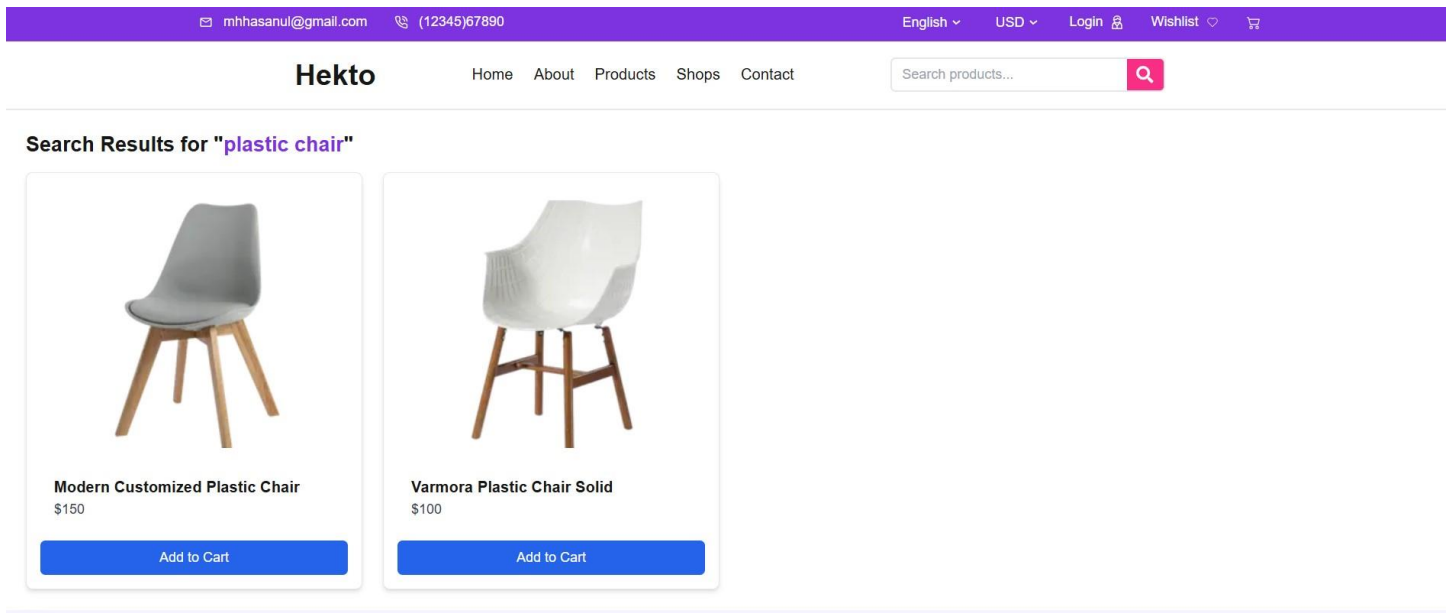 mhhasanul@gmail.com (12345)67890 English USD Login Wishlist
Hekto Home About Products Shops Contact Search products...
Search Results for "plastic chair"
Modern Customized Plastic Chair
$150
Add to Cart
Varmora Plastic Chair Solid
$100
Add to Cart